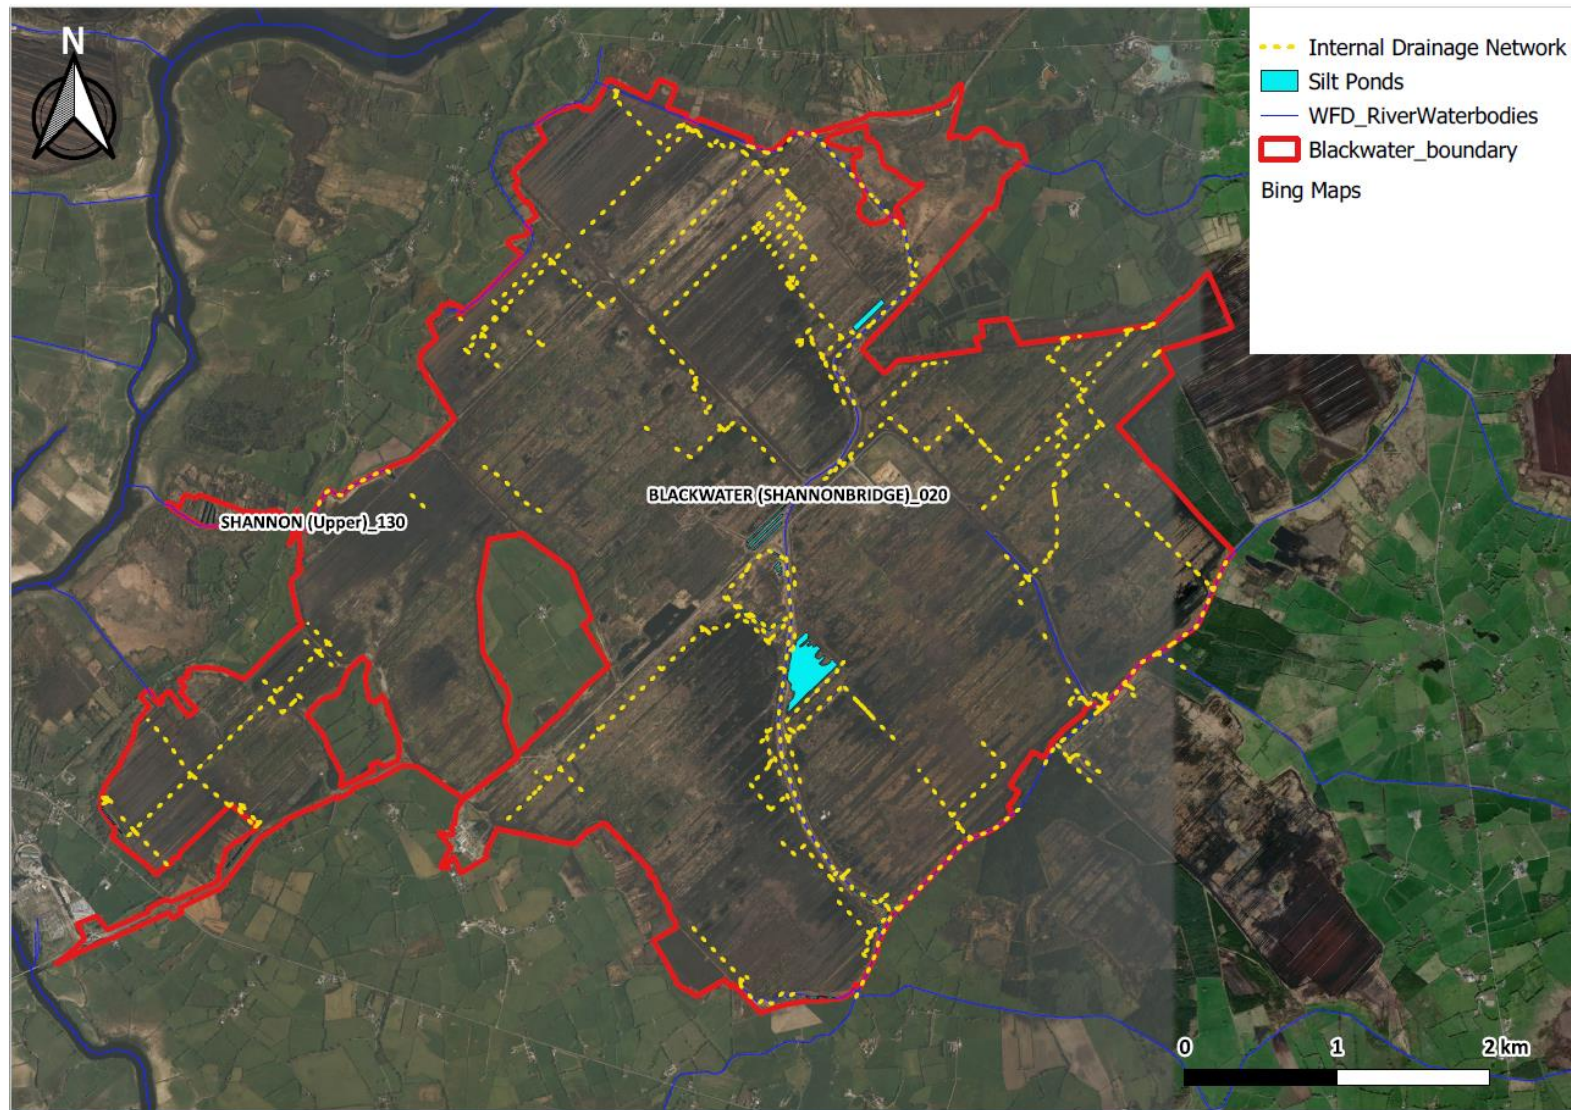 N
Internal Drainage Network
Silt Ponds
WFD_RiverWaterbodies
Blackwater_boundary
Bing Maps
BLACKWATER (SHANNONBRIDGE)_020
SHANNON (Upper)_130
0 1 2 km